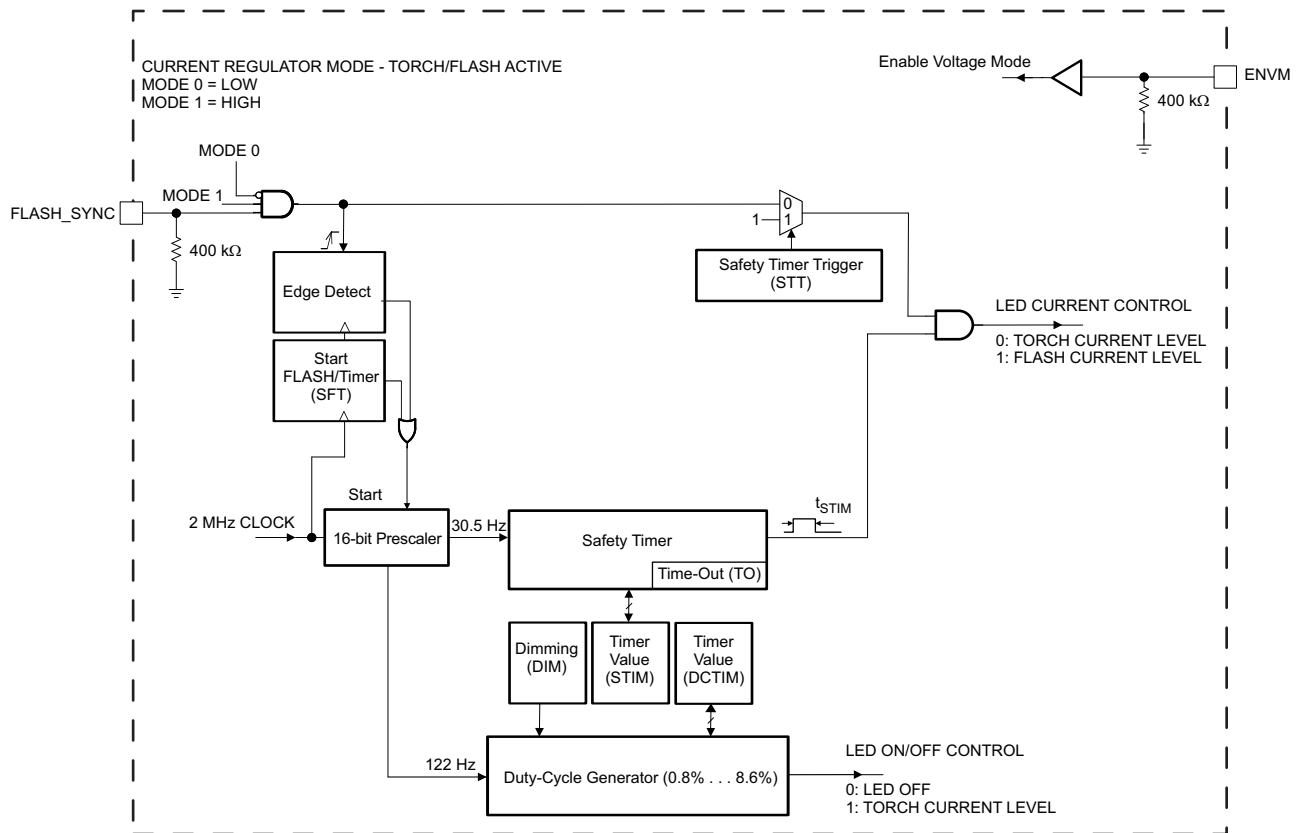 CURRENT REGULATOR MODE - TORCH/FLASH ACTIVE
MODE 0 = LOW
MODE 1 = HIGH
Enable Voltage Mode
ENVM
400 kΩ
MODE 0
MODE 1
FLASH_SYNC
400 kΩ
0
1
1
Safety Timer Trigger
(STT)
Edge Detect
LED CURRENT CONTROL
0: TORCH CURRENT LEVEL
1: FLASH CURRENT LEVEL
Start
FLASH/Timer
(SFT)
Start
2 MHz CLOCK
16-bit Prescaler
30.5 Hz
Safety Timer
Time-Out (TO)
tSTIM
Dimming
(DIM)
Timer
Value
(STIM)
Timer
Value
(DCTIM)
122 Hz
Duty-Cycle Generator (0.8% . . . 8.6%)
LED ON/OFF CONTROL
0: LED OFF
1: TORCH CURRENT LEVEL